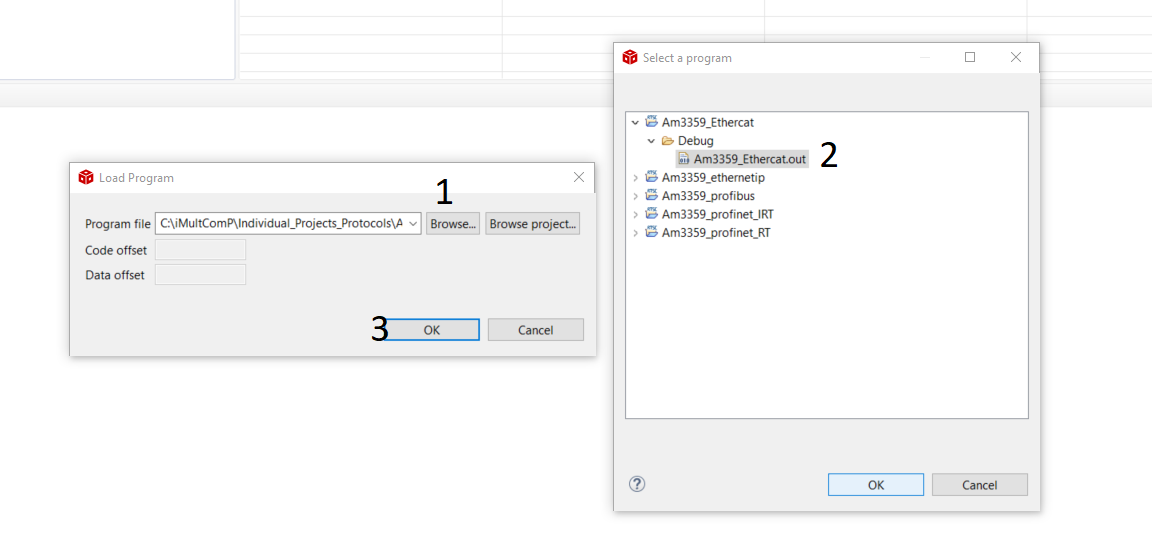 Load Program
1
Program file C:\iMultComP\Individual_Projects_Protocols\A Browse... Browse project...
Code offset
Data offset
3 OK Cancel
Select a program
Am3359_Ethercat
Debug
Am3359_Ethercat.out 2
Am3359_ethernetip
Am3359_profibus
Am3359_profinet_IRT
Am3359_profinet_RT
? OK Cancel